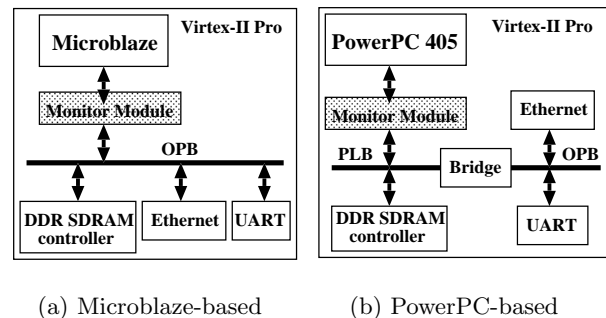 Virtex-II Pro
Microblaze
Monitor Module
OPB
DDR SDRAM
controller
Ethernet
UART
(a) Microblaze-based
Virtex-II Pro
PowerPC 405
Monitor Module
Ethernet
PLB
Bridge
OPB
DDR SDRAM
controller
UART
(b) PowerPC-based